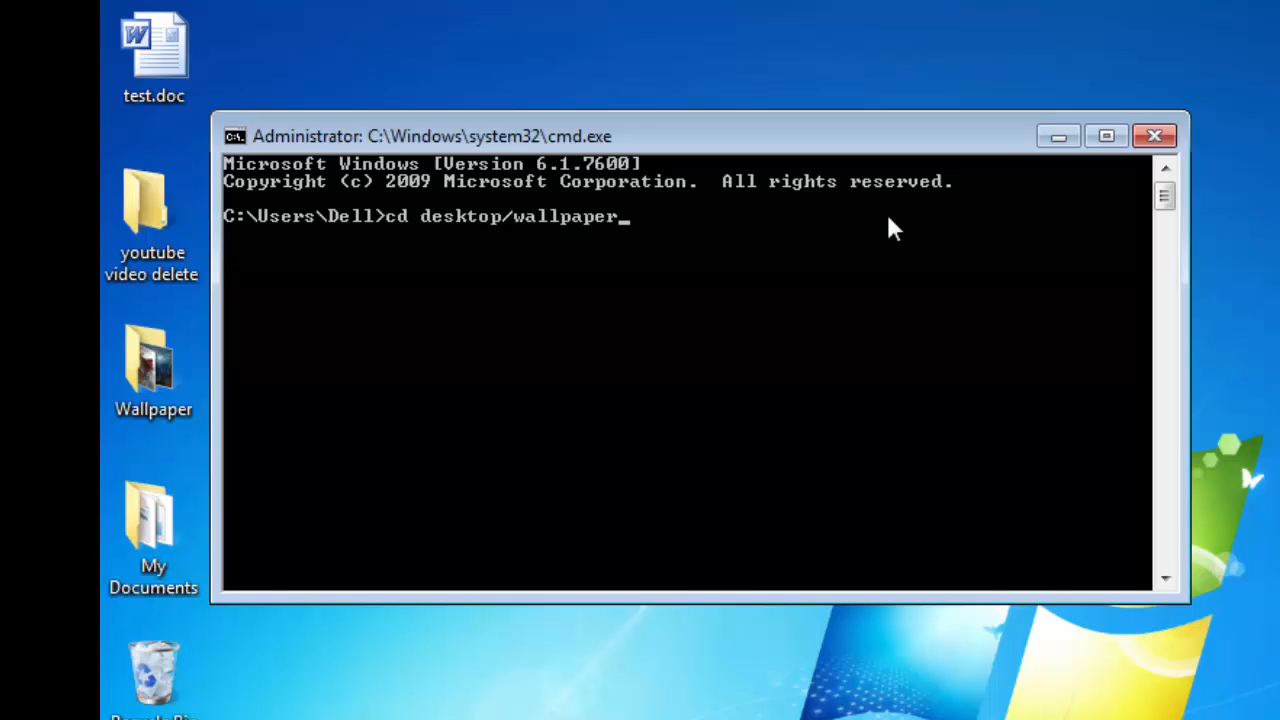 test.doc
youtube
video delete
Wallpaper
My
Documents
Administrator: C:\Windows\system32\cmd.exe
Microsoft Windows [Version 6.1.7600]
Copyright (c) 2009 Microsoft Corporation.  All rights reserved.
C:\Users\Dell>cd desktop/wallpaper_